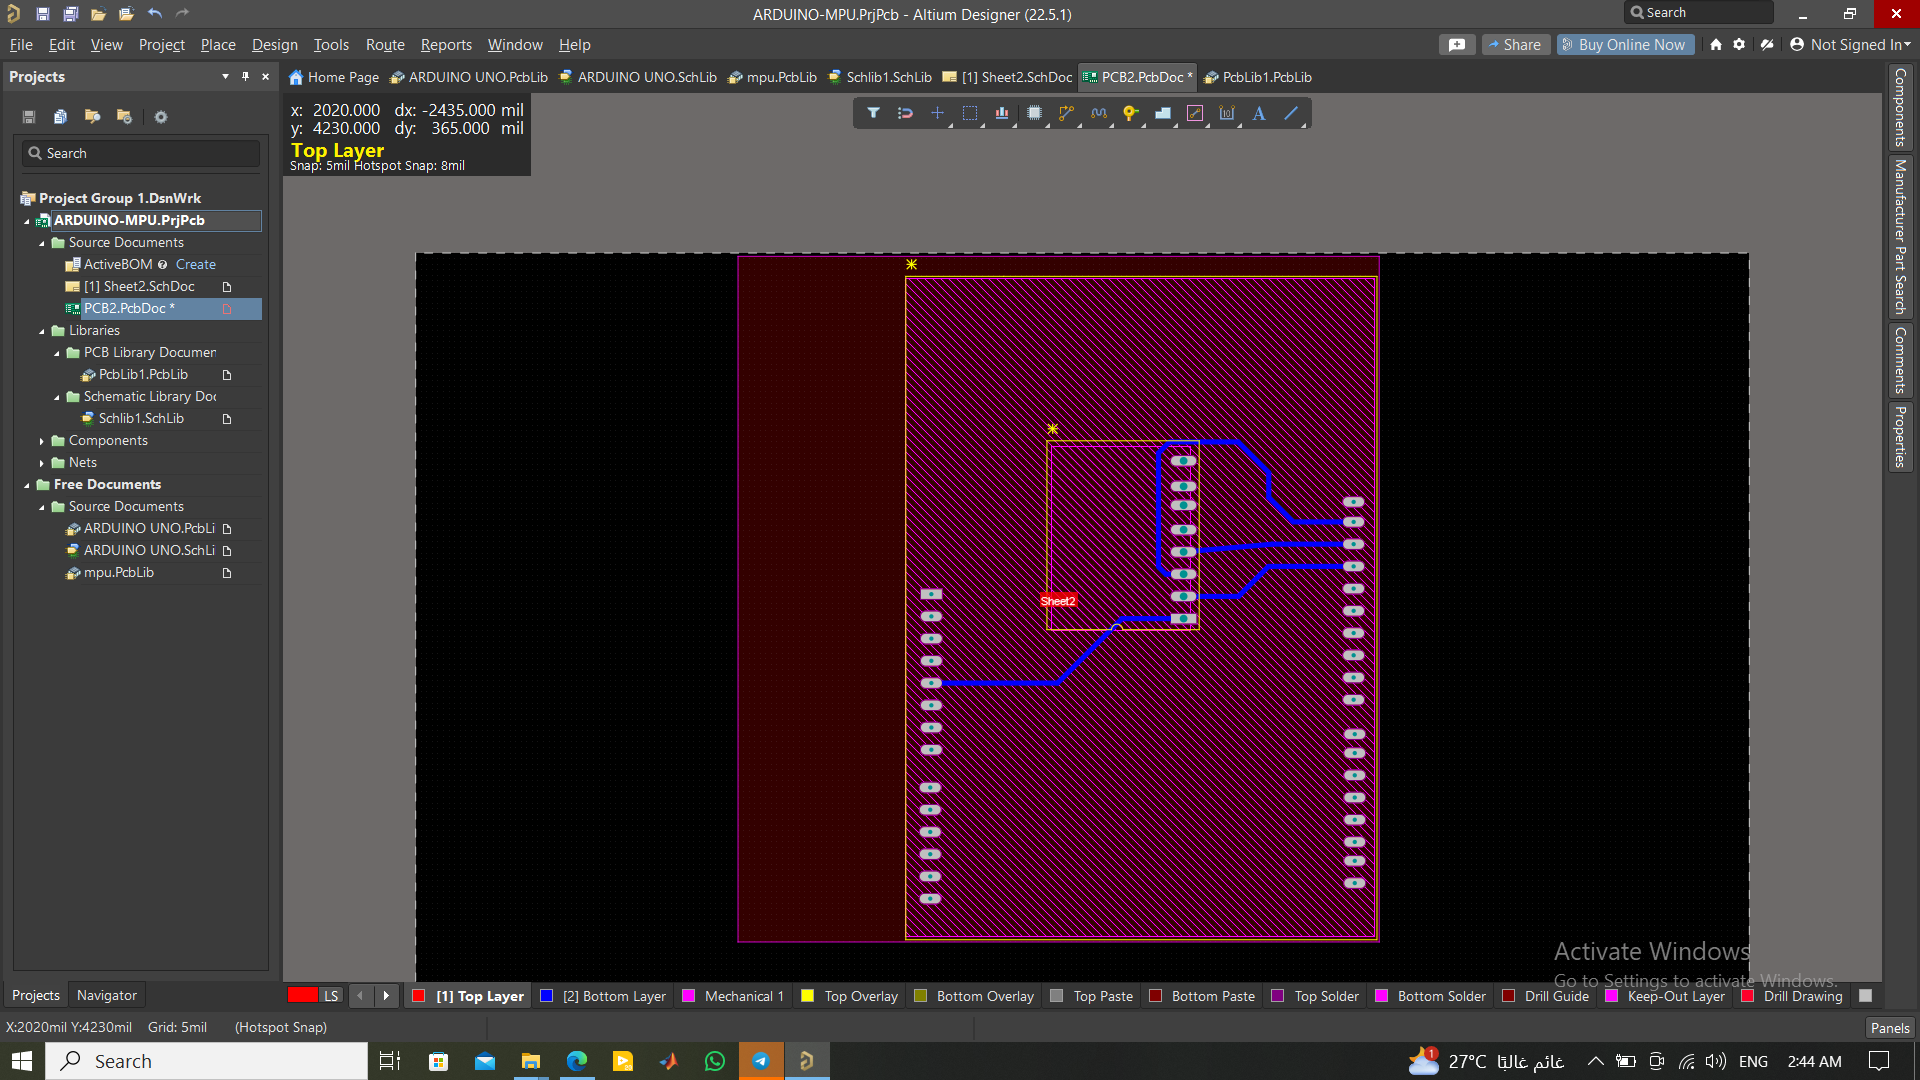 ARDUINO-MPU.PrjPcb - Altium Designer (22.5.1)
Search
File Edit View Project Place Design Tools Route Reports Window Help
Share
Buy Online Now
Not Signed In
Projects
Home Page
ARDUINO UNO.PcbLib
ARDUINO UNO.SchLib
mpu.PcbLib
Schlib1.SchLib
[1] Sheet2.SchDoc
PCB2.PcbDoc *
PcbLib1.PcbLib
x: 2020.000 dx: -2435.000 mil
y: 4230.000 dy: 365.000 mil
Top Layer
Snap: 5mil Hotspot Snap: 8mil
Search
Project Group 1.DsnWrk
ARDUINO-MPU.PrjPcb
Source Documents
ActiveBOM Create
[1] Sheet2.SchDoc
PCB2.PcbDoc *
Libraries
PCB Library Documen
PcbLib1.PcbLib
Schematic Library Doc
Schlib1.SchLib
Components
Nets
Free Documents
Source Documents
ARDUINO UNO.PcbLi
ARDUINO UNO.SchLi
mpu.PcbLib
Sheet2
Components
Manufacturer Part Search
Comments
Properties
Activate Windows
Go to Settings to activate Windows.
Projects
Navigator
LS
[1] Top Layer
[2] Bottom Layer
Mechanical 1
Top Overlay
Bottom Overlay
Top Paste
Bottom Paste
Top Solder
Bottom Solder
Drill Guide
Keep-Out Layer
Drill Drawing
X:2020mil Y:4230mil Grid: 5mil (Hotspot Snap)
Panels
Search
1
27°C غائم غالبًا
ENG
2:44 AM